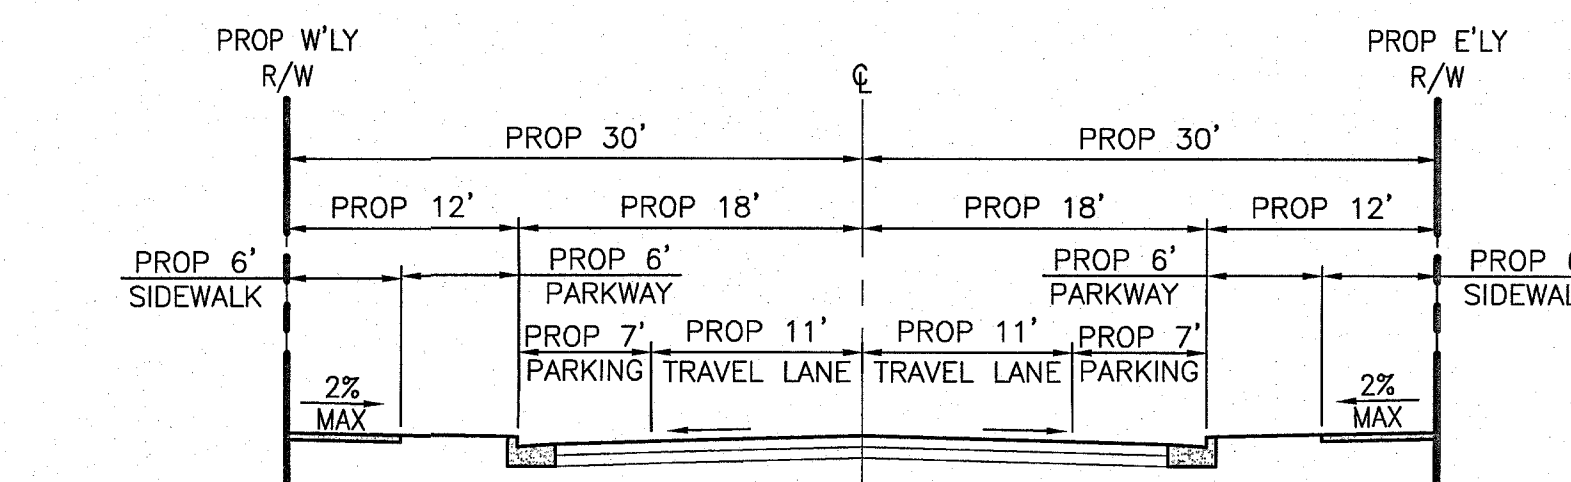 PROP W'LY
R/W
℄
PROP E'LY
R/W
PROP 30'
PROP 30'
PROP 12'
PROP 18'
PROP 18'
PROP 12'
PROP 6'
SIDEWALK
PROP 6'
PARKWAY
PROP 6'
PARKWAY
PROP
PROP 7'
PARKING
PROP 11'
TRAVEL LANE
PROP 11'
TRAVEL LANE
PROP 7'
PARKING
2%
MAX
2%
MAX